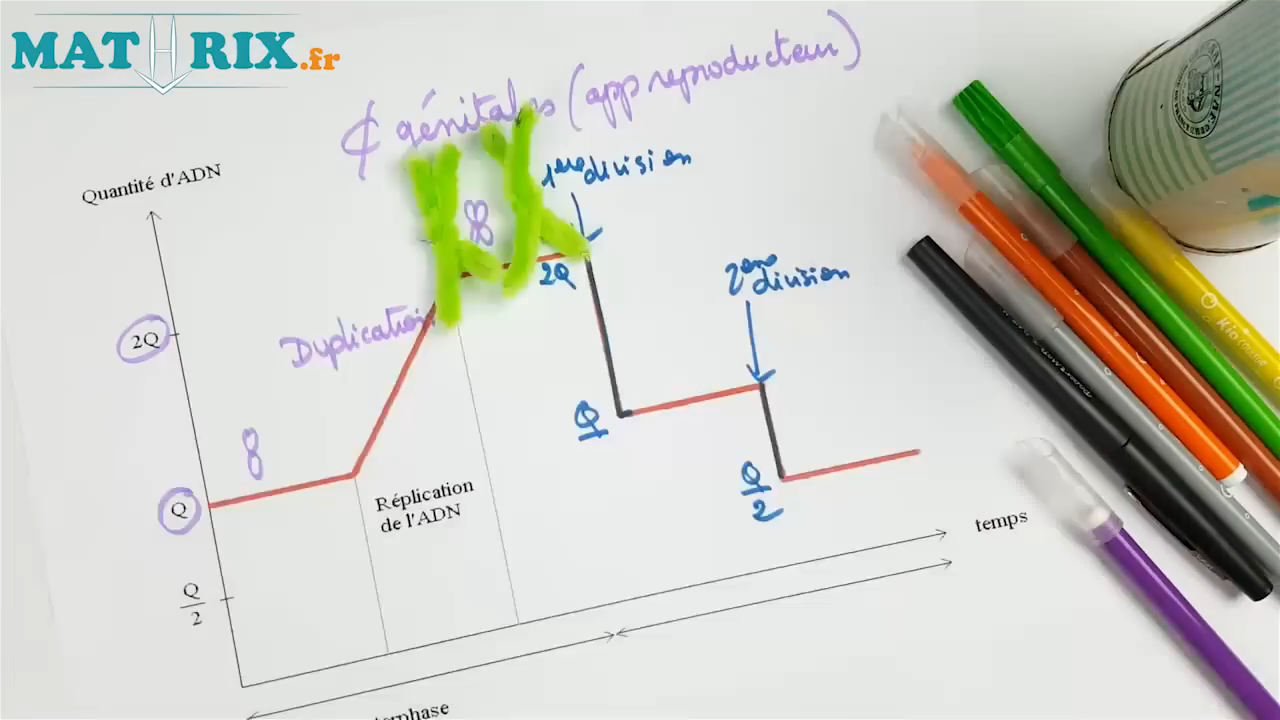 MATHRIX.fr
¢ génitales (app reproducteur)
Quantité d'ADN
1ère division
8
2Q
2Q
2ème division
Duplication
8
Q
Q
Réplication
de l'ADN
Q
2
temps
Q
2